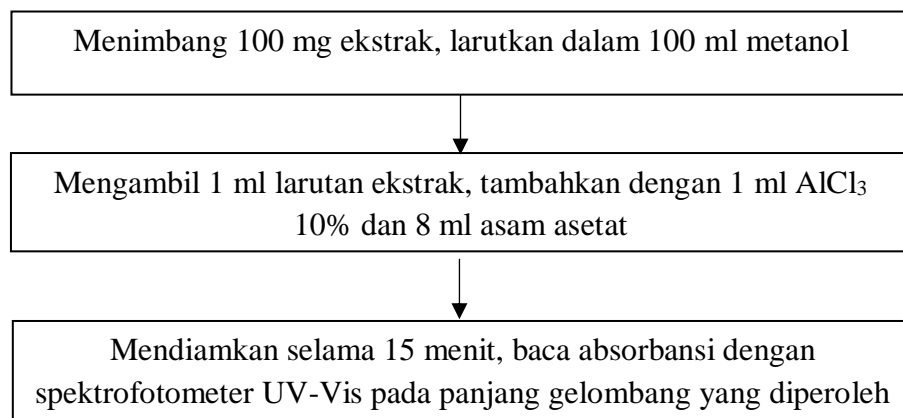 Menimbang 100 mg ekstrak, larutkan dalam 100 ml metanol
Mengambil 1 ml larutan ekstrak, tambahkan dengan 1 ml AlCl₃
10% dan 8 ml asam asetat
Mendiamkan selama 15 menit, baca absorbansi dengan
spektrofotometer UV-Vis pada panjang gelombang yang diperoleh